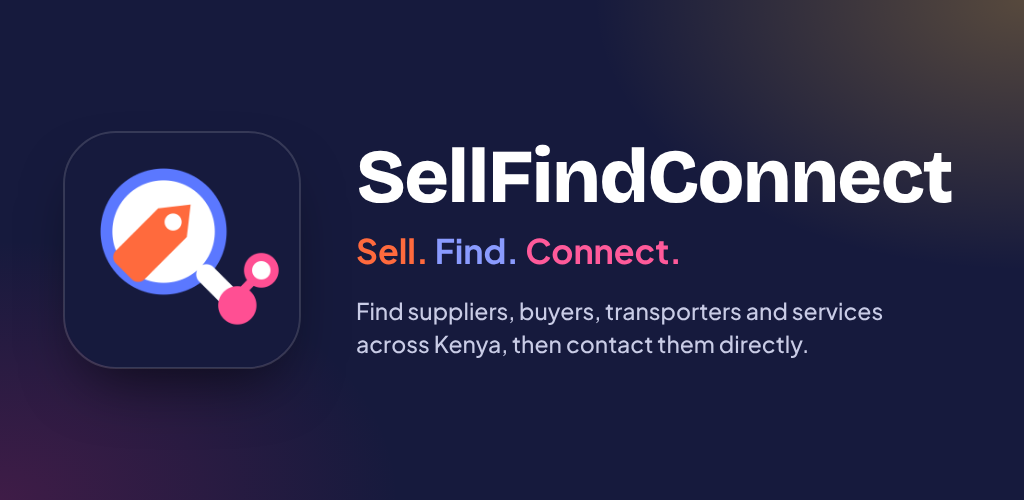 SellFindConnect
Sell. Find. Connect.
Find suppliers, buyers, transporters and services
across Kenya, then contact them directly.